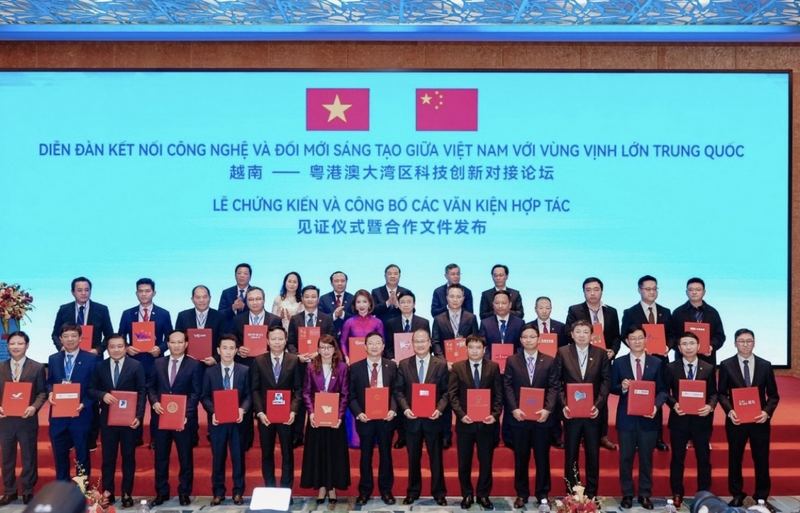 DIỄN ĐÀN KẾT NỐI CÔNG NGHỆ VÀ ĐỔI MỚI SÁNG TẠO GIỮA VIỆT NAM VỚI VÙNG VỊNH LỚN TRUNG QUỐC
越南 —— 粤港澳大湾区科技创新对接论坛
LỄ CHỨNG KIẾN VÀ CÔNG BỐ CÁC VĂN KIỆN HỢP TÁC
见证仪式暨合作文件发布